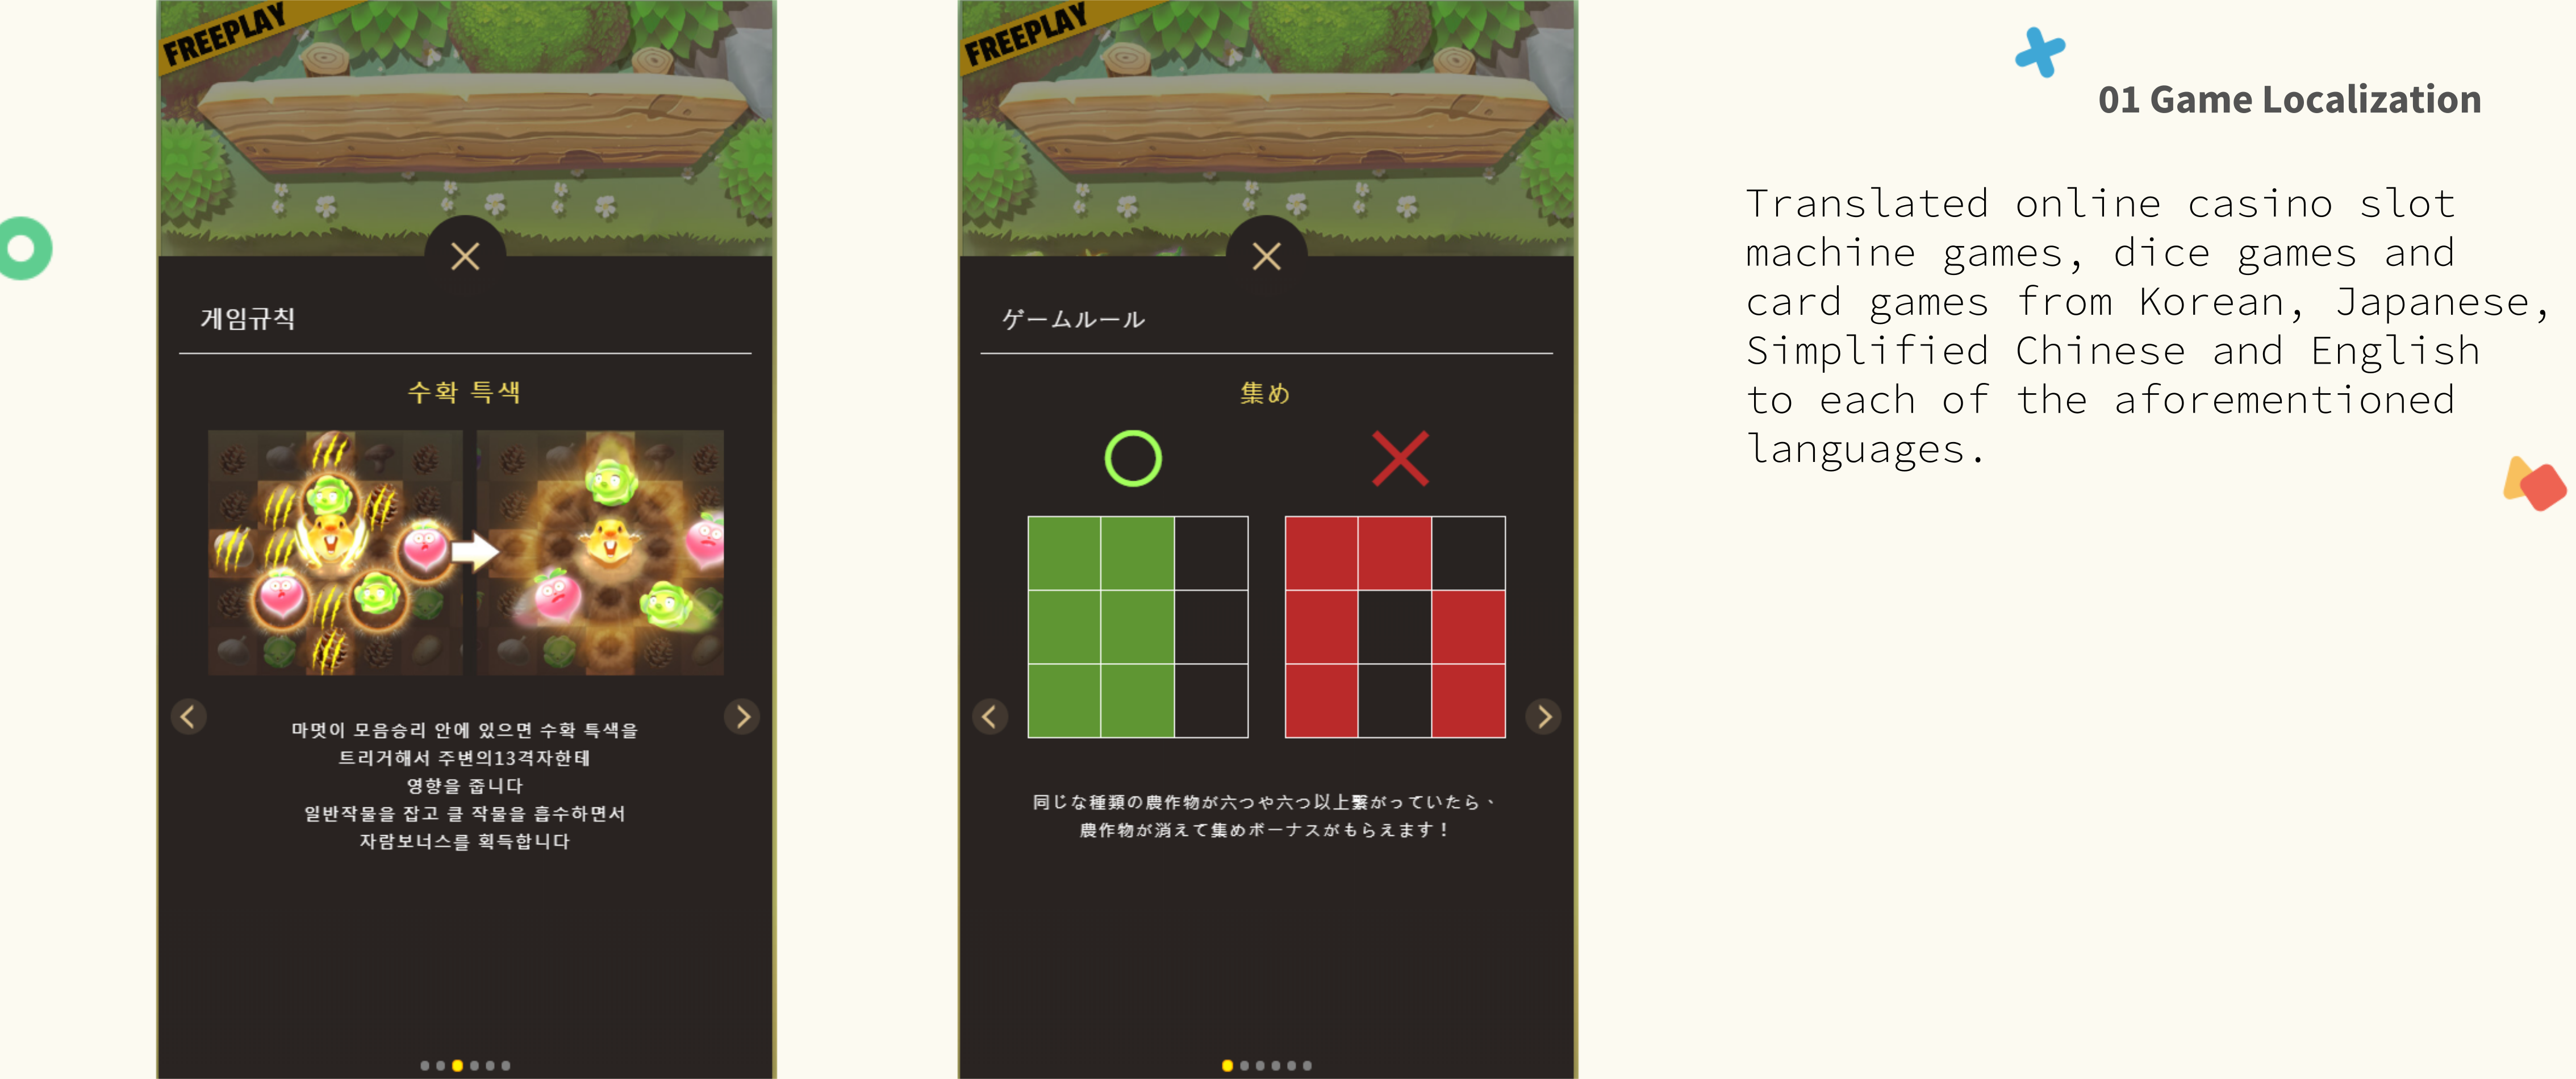 FREEPLAY
게임규칙
수확 특색
마멋이 모음승리 안에 있으면 수확 특색을
트리거해서 주변의13격자한테
영향을 줍니다
일반작물을 잡고 클 작물을 흡수하면서
자람보너스를 획득합니다
FREEPLAY
ゲームルール
集め
同じな種類の農作物が六つや六つ以上繋がっていたら、
農作物が消えて集めボーナスがもらえます！
01 Game Localization
Translated online casino slot
machine games, dice games and
card games from Korean, Japanese,
Simplified Chinese and English
to each of the aforementioned
languages.